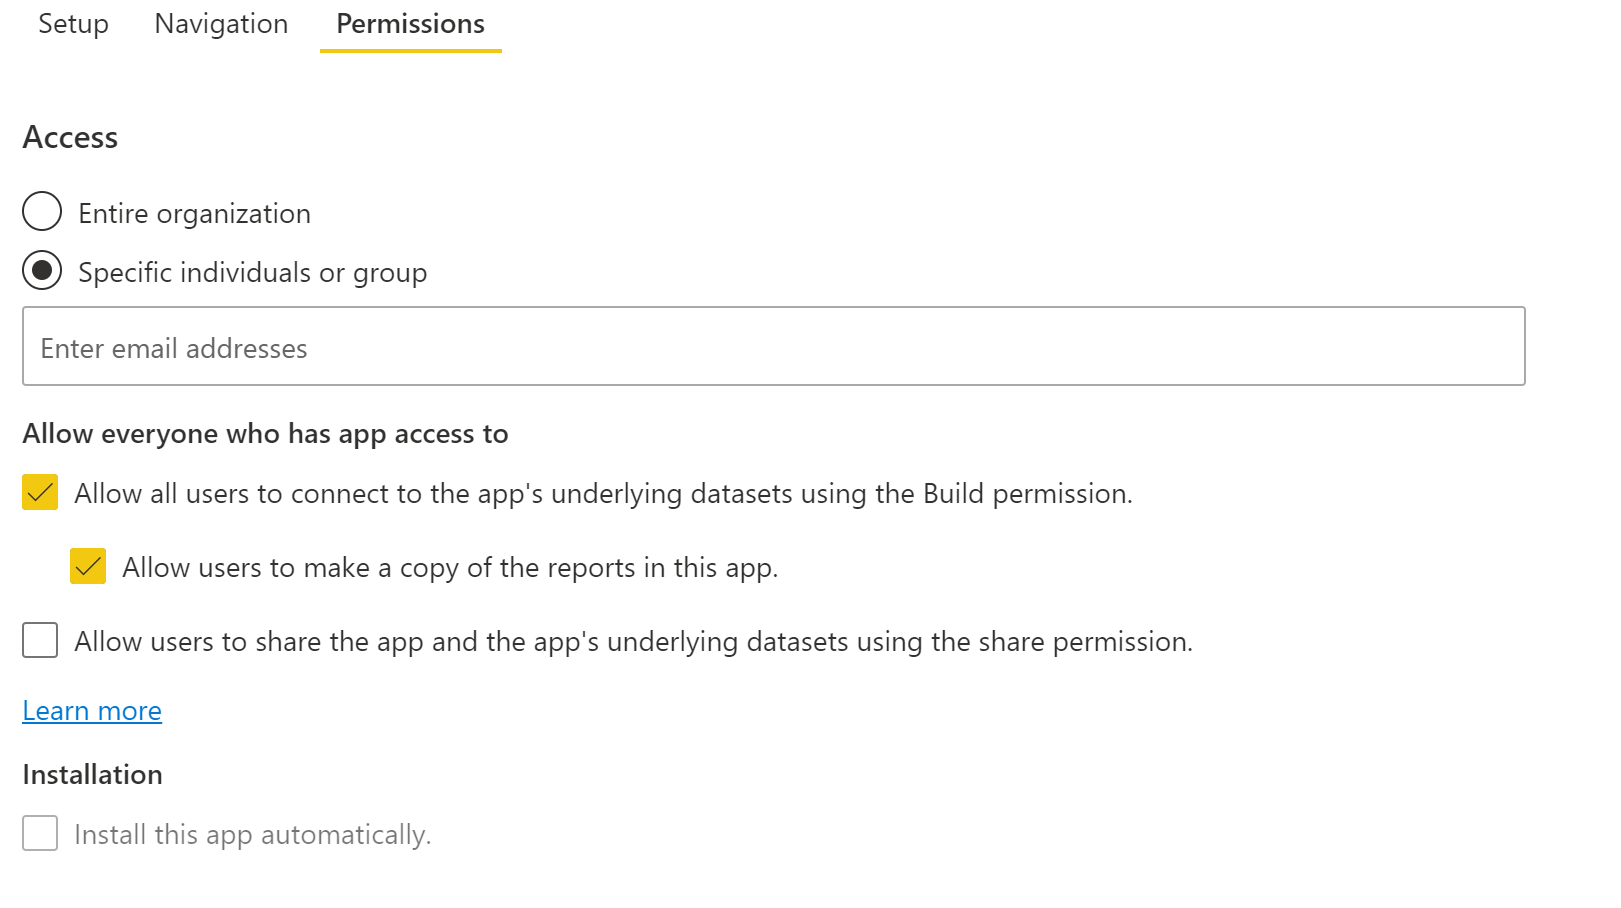 Setup Navigation Permissions
Access
Entire organization
Specific individuals or group
Enter email addresses
Allow everyone who has app access to
Allow all users to connect to the app's underlying datasets using the Build permission.
Allow users to make a copy of the reports in this app.
Allow users to share the app and the app's underlying datasets using the share permission.
Learn more
Installation
Install this app automatically.